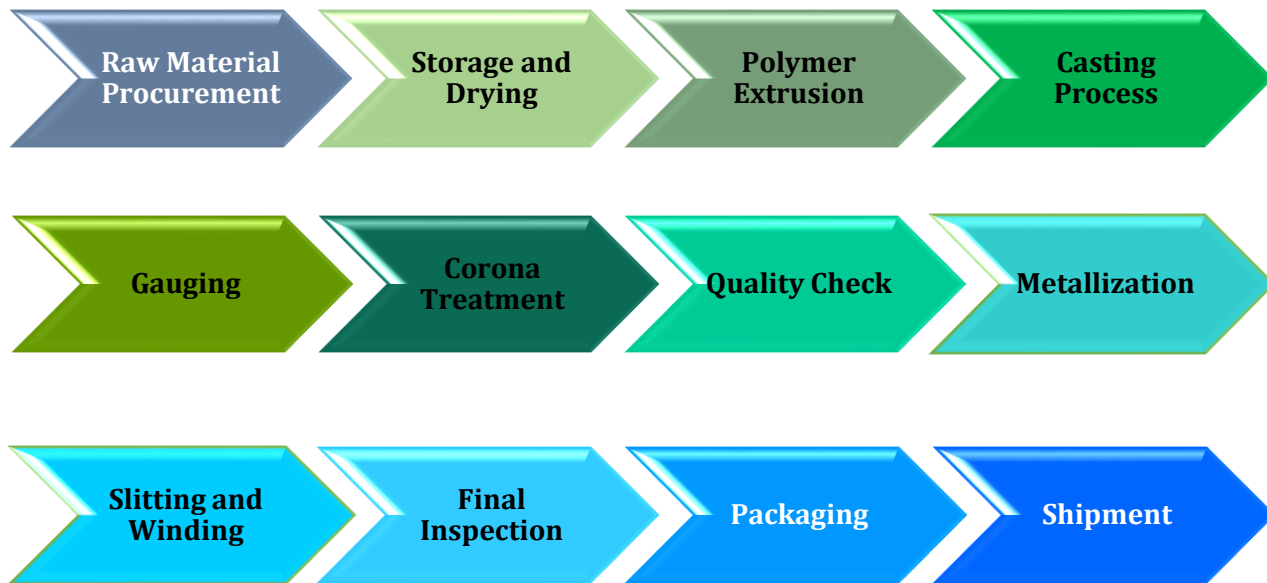 Raw Material
Procurement
Storage and
Drying
Polymer
Extrusion
Casting
Process
Gauging
Corona
Treatment
Quality Check
Metallization
Slitting and
Winding
Final
Inspection
Packaging
Shipment